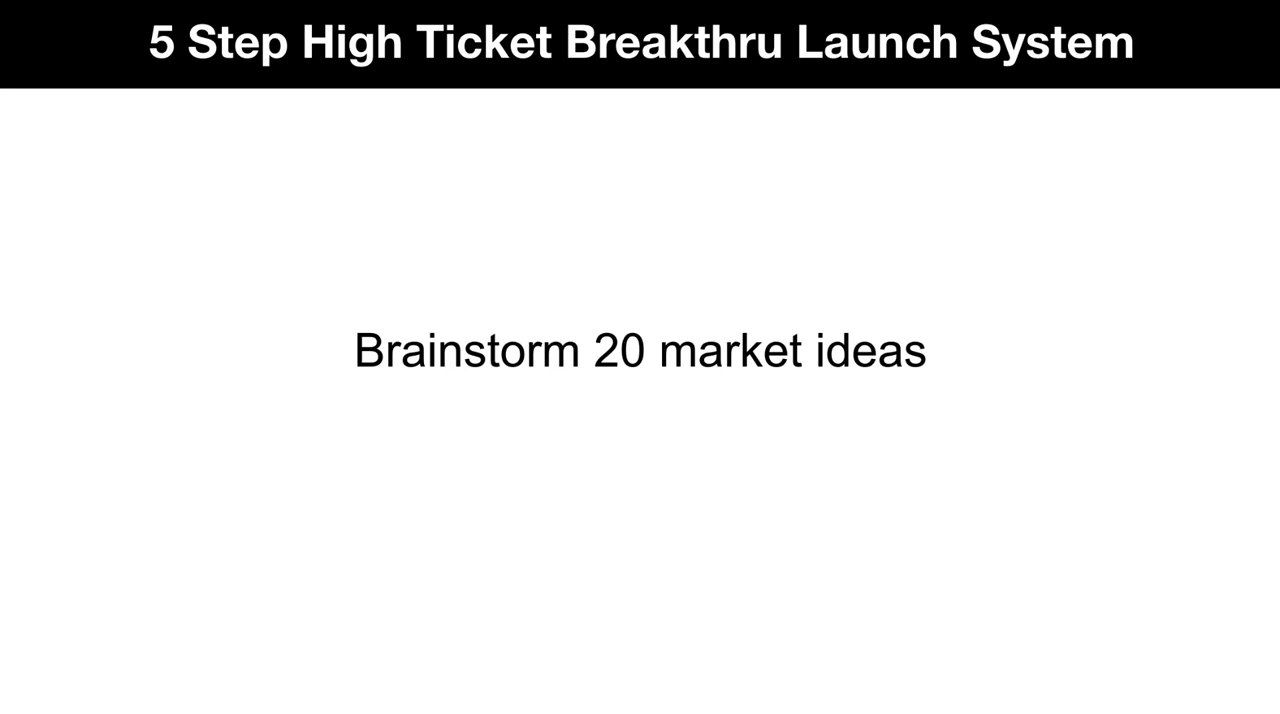 5 Step High Ticket Breakthru Launch System
Brainstorm 20 market ideas